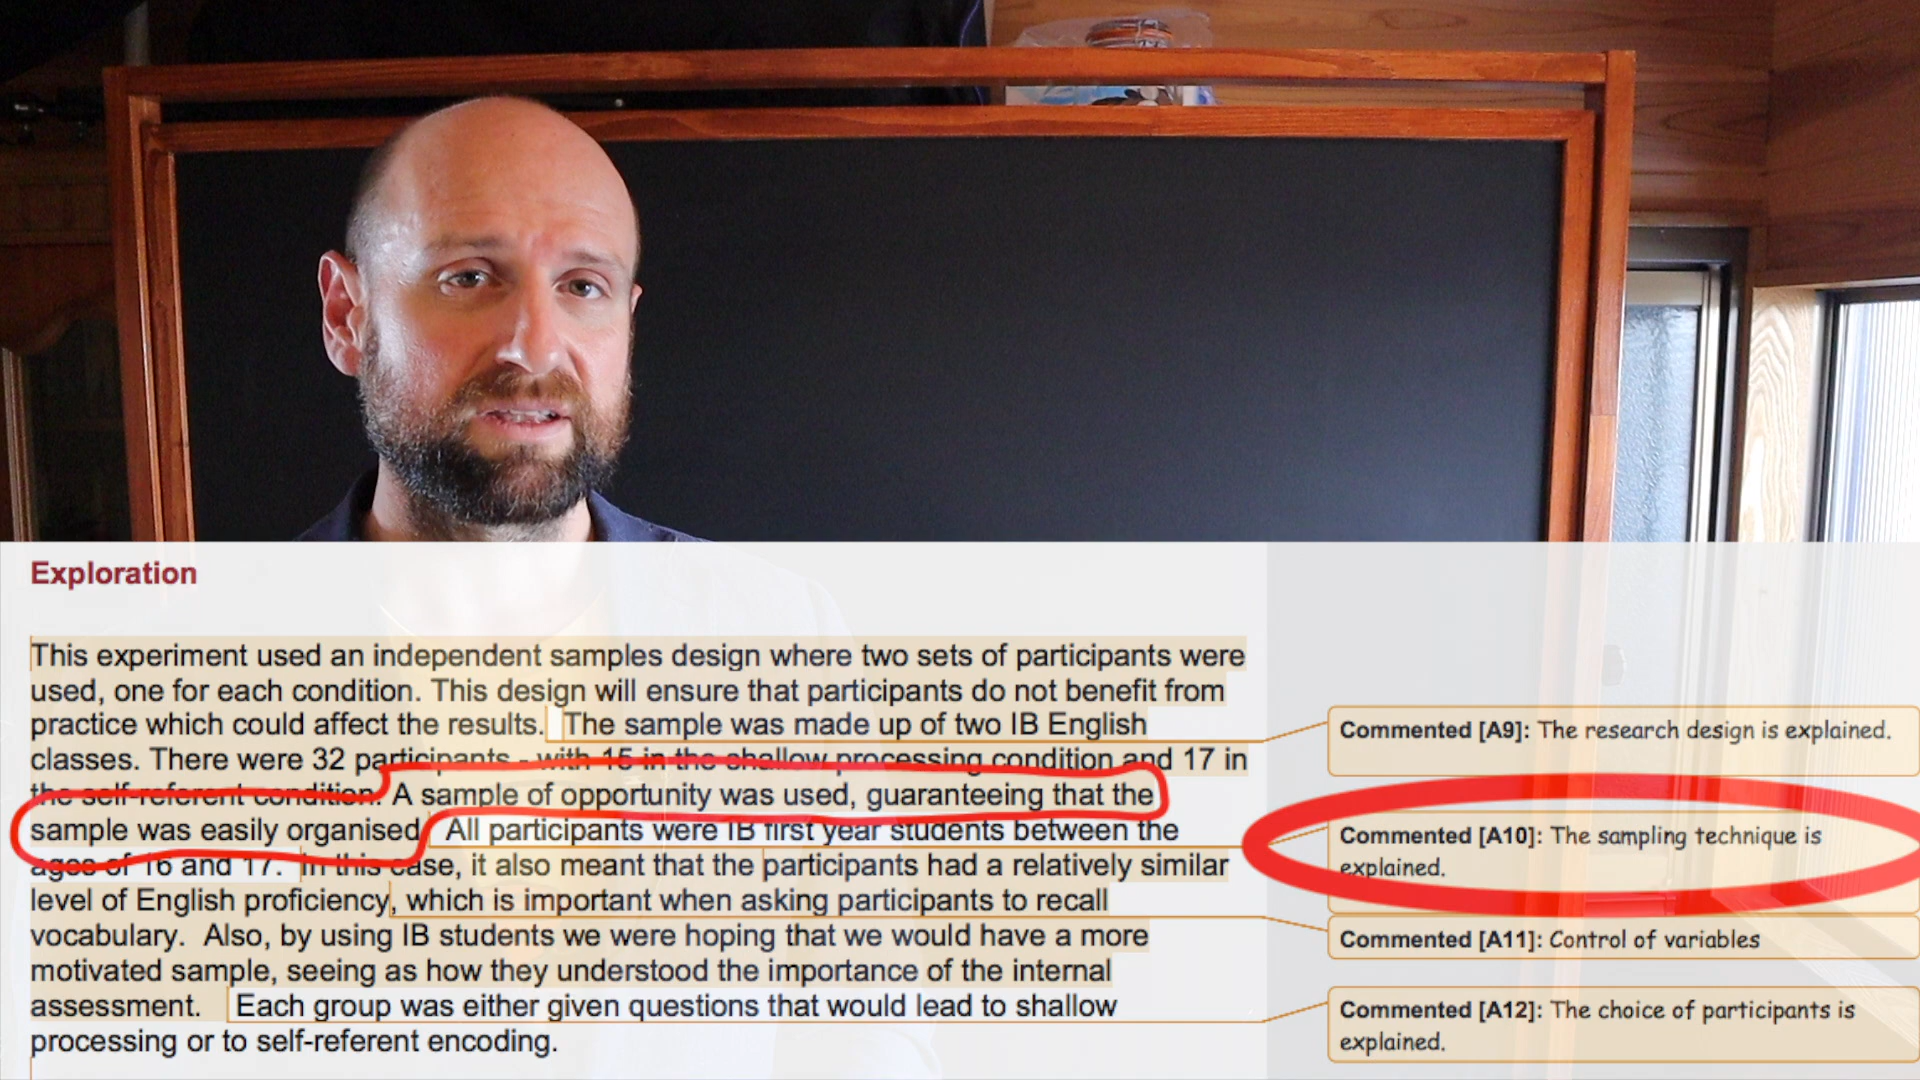 Exploration
This experiment used an independent samples design where two sets of participants were
used, one for each condition. This design will ensure that participants do not benefit from
practice which could affect the results. The sample was made up of two IB English
classes. There were 32 participants - with 15 in the shallow processing condition and 17 in
the self-referent condition. A sample of opportunity was used, guaranteeing that the
sample was easily organised. All participants were IB first year students between the
ages of 16 and 17. In this case, it also meant that the participants had a relatively similar
level of English proficiency, which is important when asking participants to recall
vocabulary. Also, by using IB students we were hoping that we would have a more
motivated sample, seeing as how they understood the importance of the internal
assessment. Each group was either given questions that would lead to shallow
processing or to self-referent encoding.
Commented [A9]: The research design is explained.
Commented [A10]: The sampling technique is
explained.
Commented [A11]: Control of variables
Commented [A12]: The choice of participants is
explained.